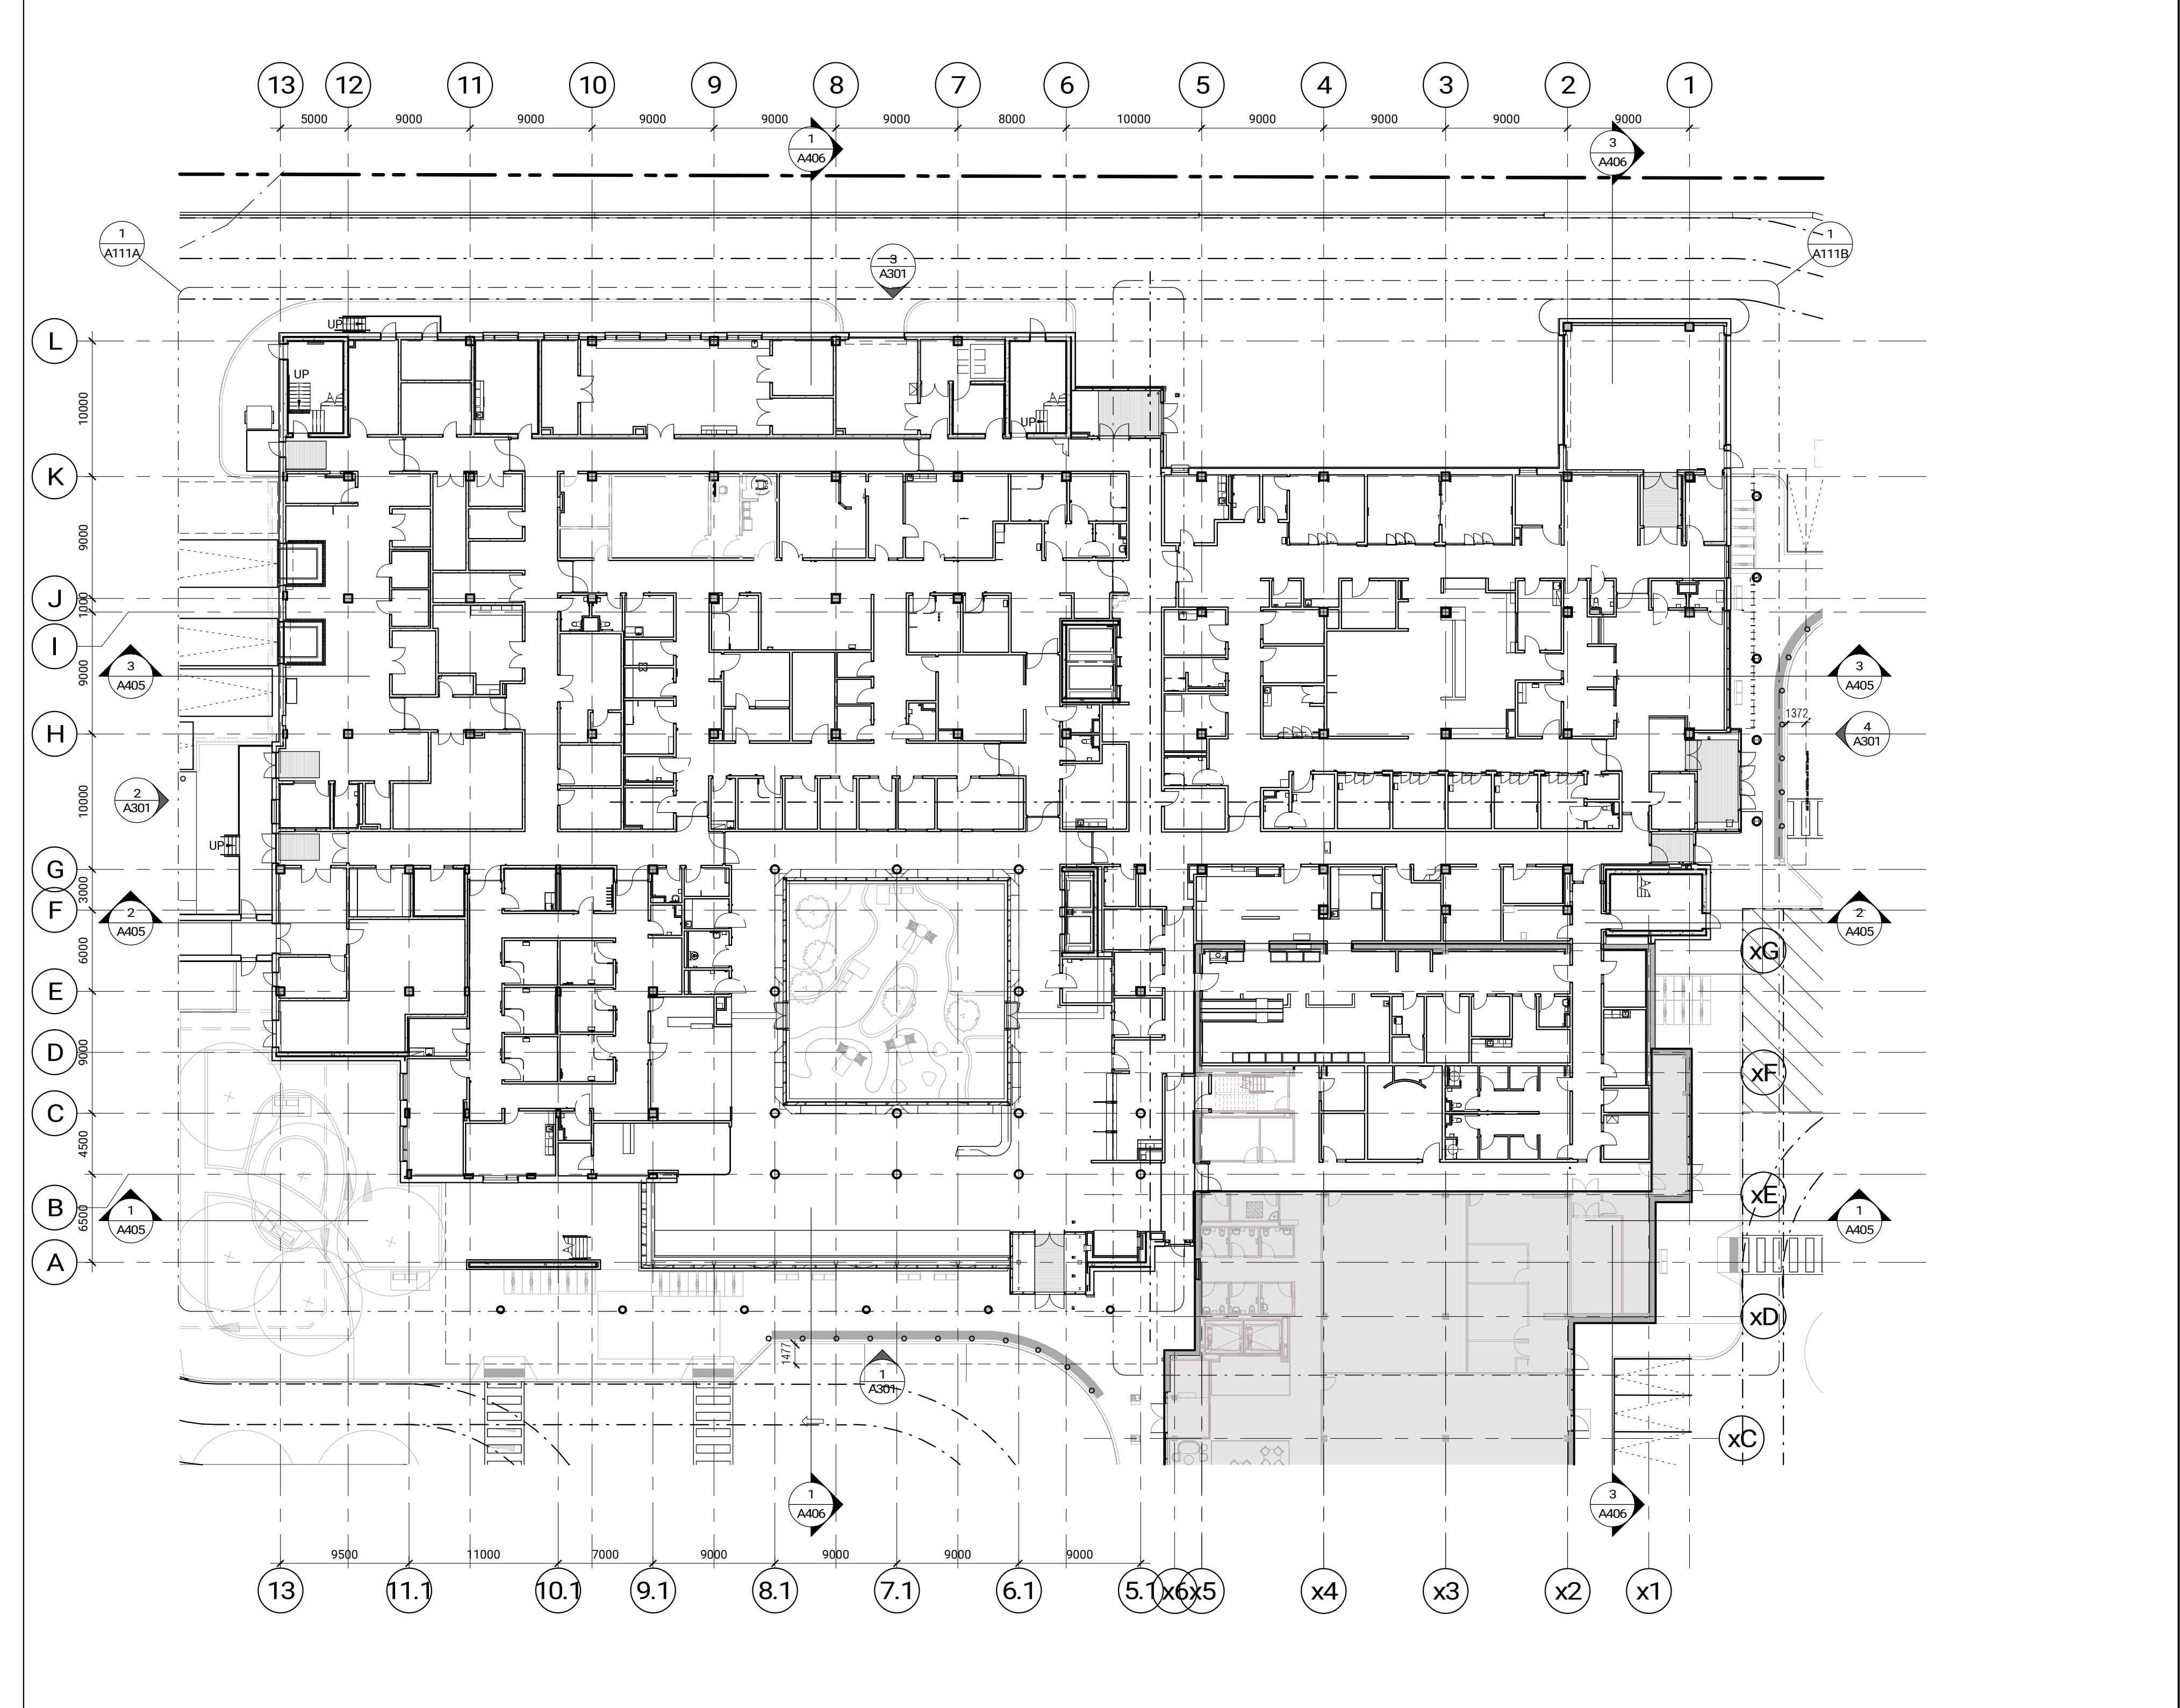 13 12 11 10 9 8 7 6 5 4 3 2 1
5000 9000 9000 9000 9000 9000 8000 10000 9000 9000 9000 9000
1
A406
3
A406
1
A111A
1
A111B
3
A301
UP
L
UP
UP
10000
K
9000
J
1000
I
3
A405
9000
3
A405
1372
H
4
A301
2
A301
10000
UP
G
3000
F
2
A405
2
A405
6000
xG
E
D
9000
xF
C
4500
xE
B
6500
1
A405
1
A405
A
xD
1477
1
A301
xC
1
A406
3
A406
9500 11000 7000 9000 9000 9000 9000
13 11.1 10.1 9.1 8.1 7.1 6.1 5.1 x6 x5 x4 x3 x2 x1